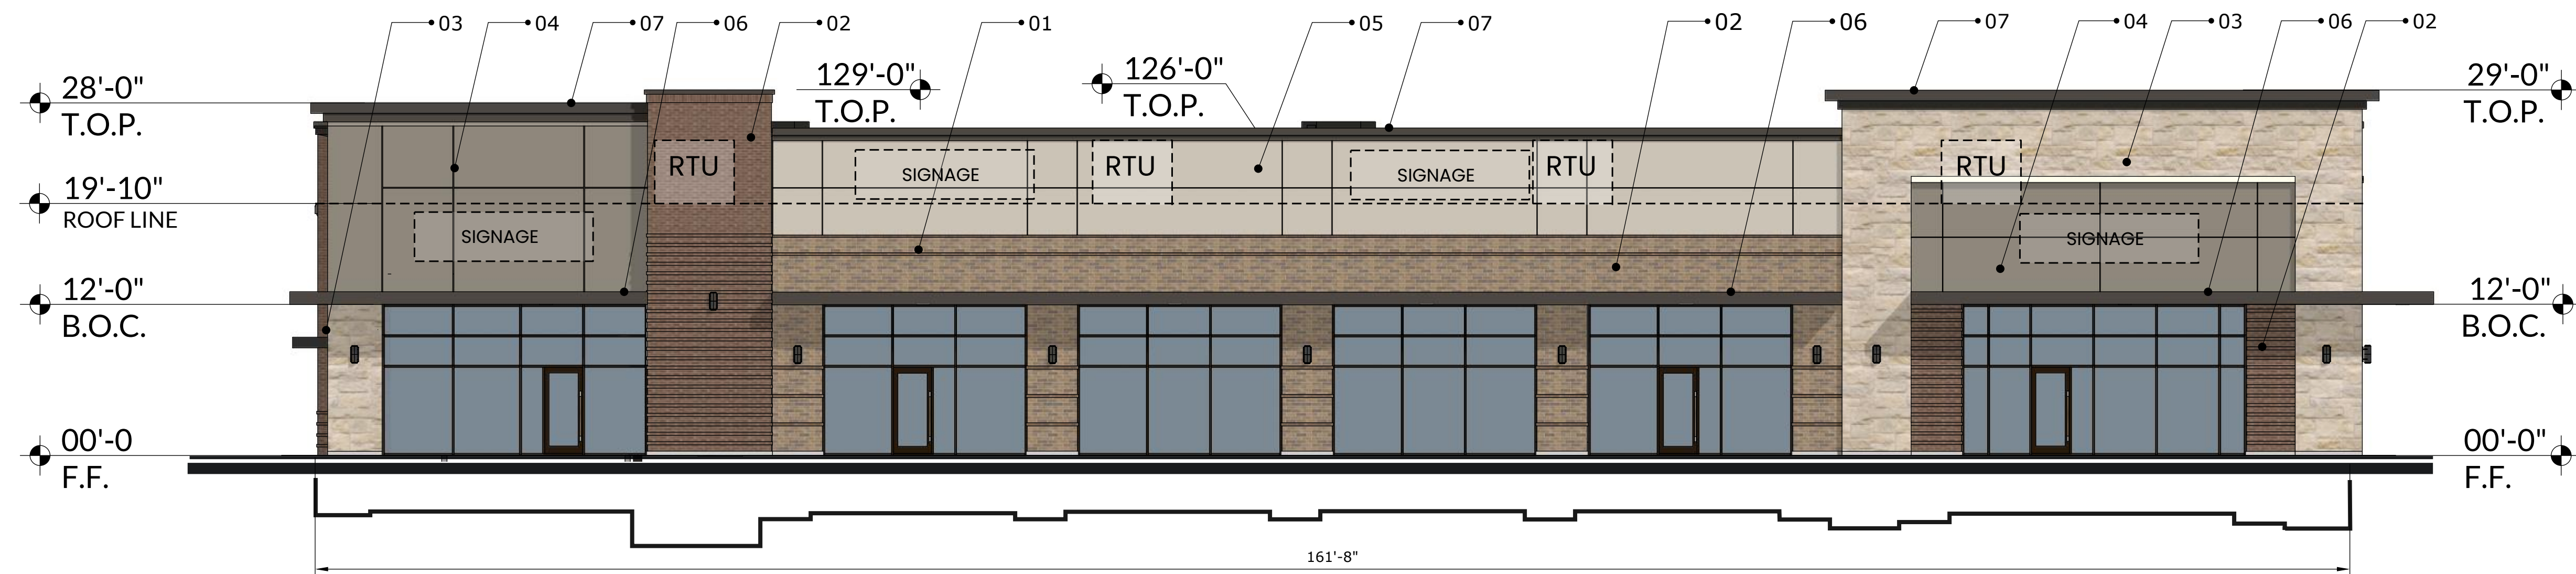 03
04
07
06
02
01
05
07
02
06
07
04
03
06
02
28'-0"
T.O.P.
129'-0"
T.O.P.
126'-0"
T.O.P.
29'-0"
T.O.P.
RTU
SIGNAGE
RTU
SIGNAGE
RTU
RTU
19'-10"
ROOF LINE
SIGNAGE
SIGNAGE
12'-0"
B.O.C.
12'-0"
B.O.C.
00'-0
F.F.
00'-0"
F.F.
161'-8"